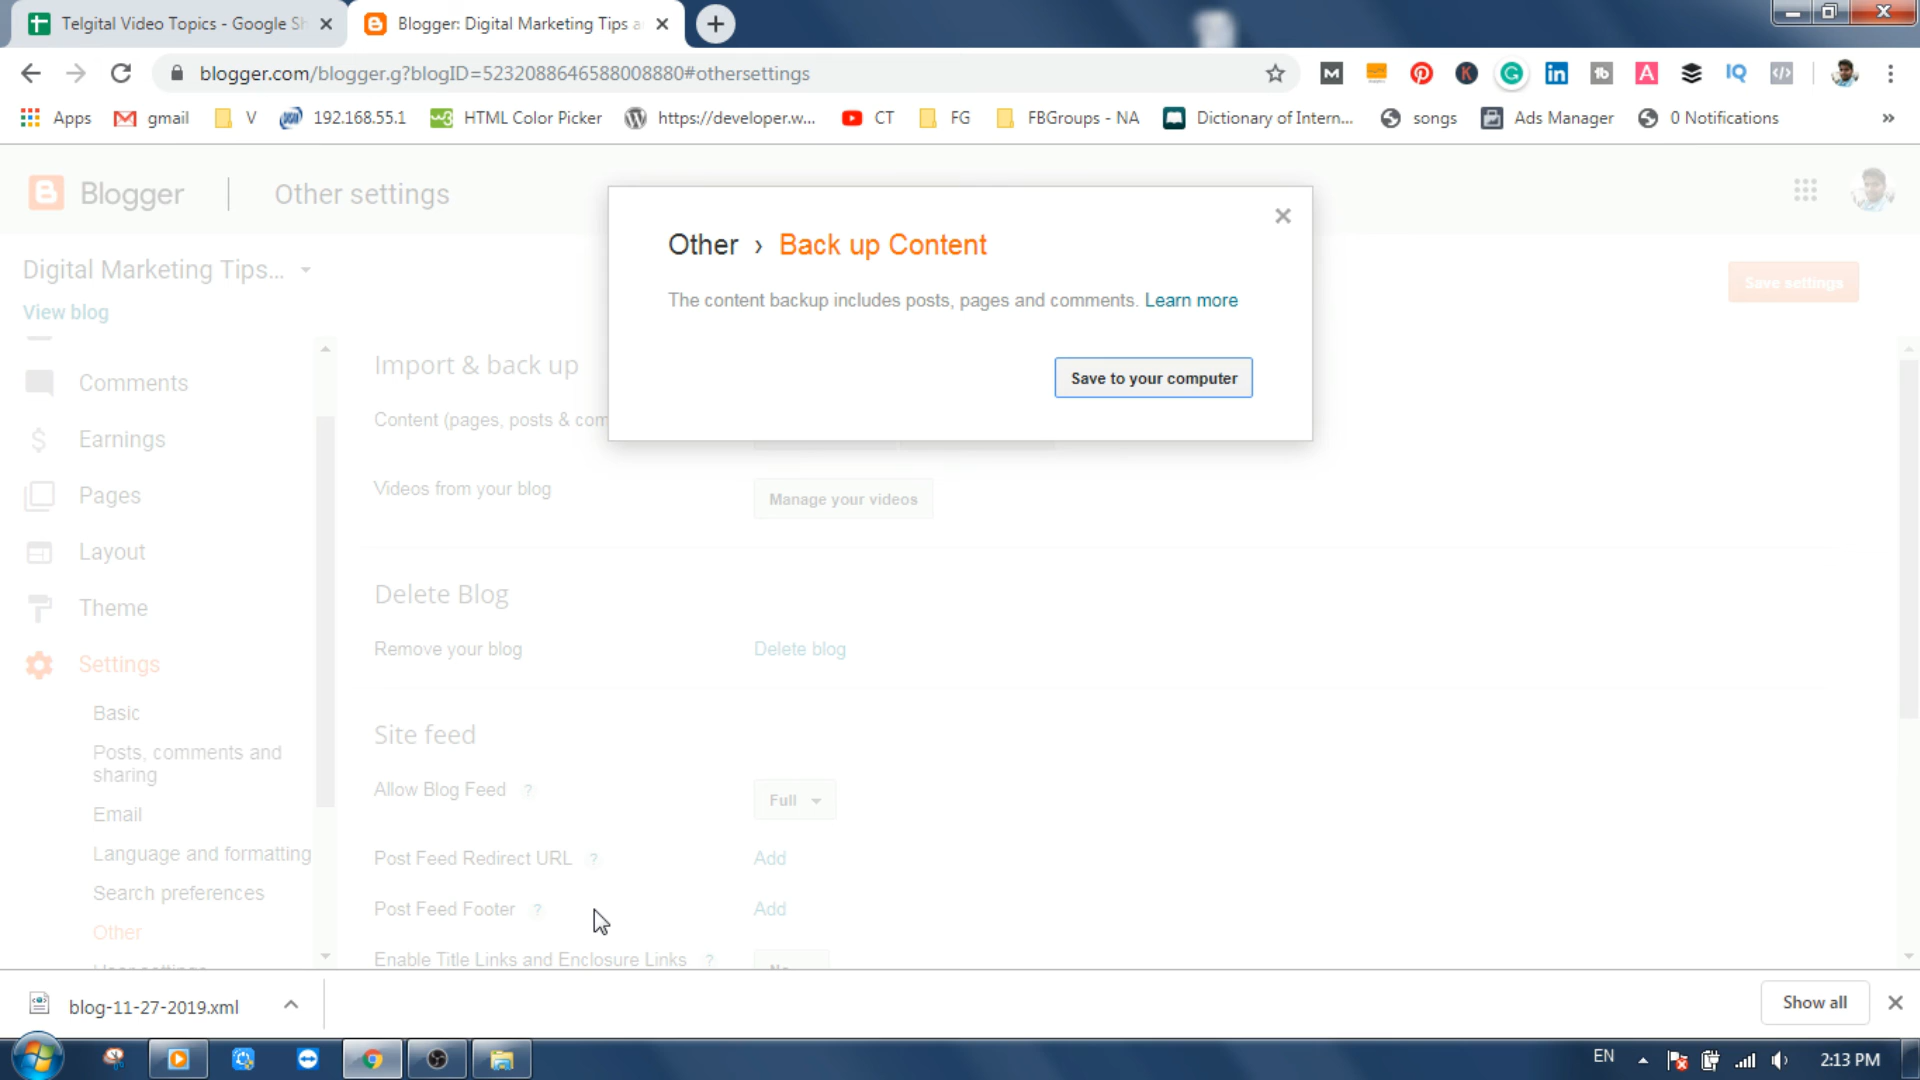 Telgital Video Topics - Google Sh
Blogger: Digital Marketing Tips a
blogger.com/blogger.g?blogID=5232088646588008880#othersettings
Apps
gmail
V
192.168.55.1
HTML Color Picker
https://developer.w...
CT
FG
FBGroups - NA
Dictionary of Intern...
songs
Ads Manager
0 Notifications
»
Blogger
Other settings
Other › Back up Content
The content backup includes posts, pages and comments. Learn more
Save to your computer
Digital Marketing Tips...
View blog
Save settings
Comments
Earnings
Pages
Layout
Theme
Settings
Basic
Posts, comments and
sharing
Email
Language and formatting
Search preferences
Other
Import & back up
Content (pages, posts & com
Videos from your blog
Manage your videos
Delete Blog
Remove your blog
Delete blog
Site feed
Allow Blog Feed ?
Full
Post Feed Redirect URL ?
Add
Post Feed Footer ?
Add
Enable Title Links and Enclosure Links ?
blog-11-27-2019.xml
Show all
EN
2:13 PM